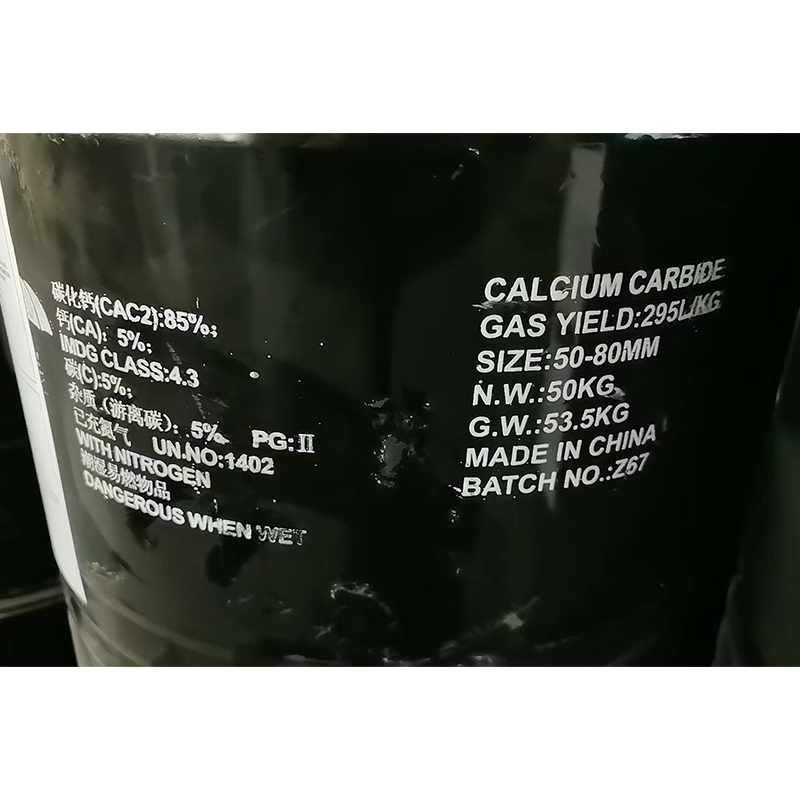 碳化钙(CAC2):85%;
钙(CA): 5%;
IMDG CLASS:4.3
碳(C):5%;
杂质(游离碳): 5% PG:II
已充氮气 UN.NO:1402
WITH NITROGEN
潮湿易燃物品
DANGEROUS WHEN WET
CALCIUM CARBIDE
GAS YIELD:295L/KG
SIZE:50-80MM
N.W.:50KG
G.W.:53.5KG
MADE IN CHINA
BATCH NO.:Z67